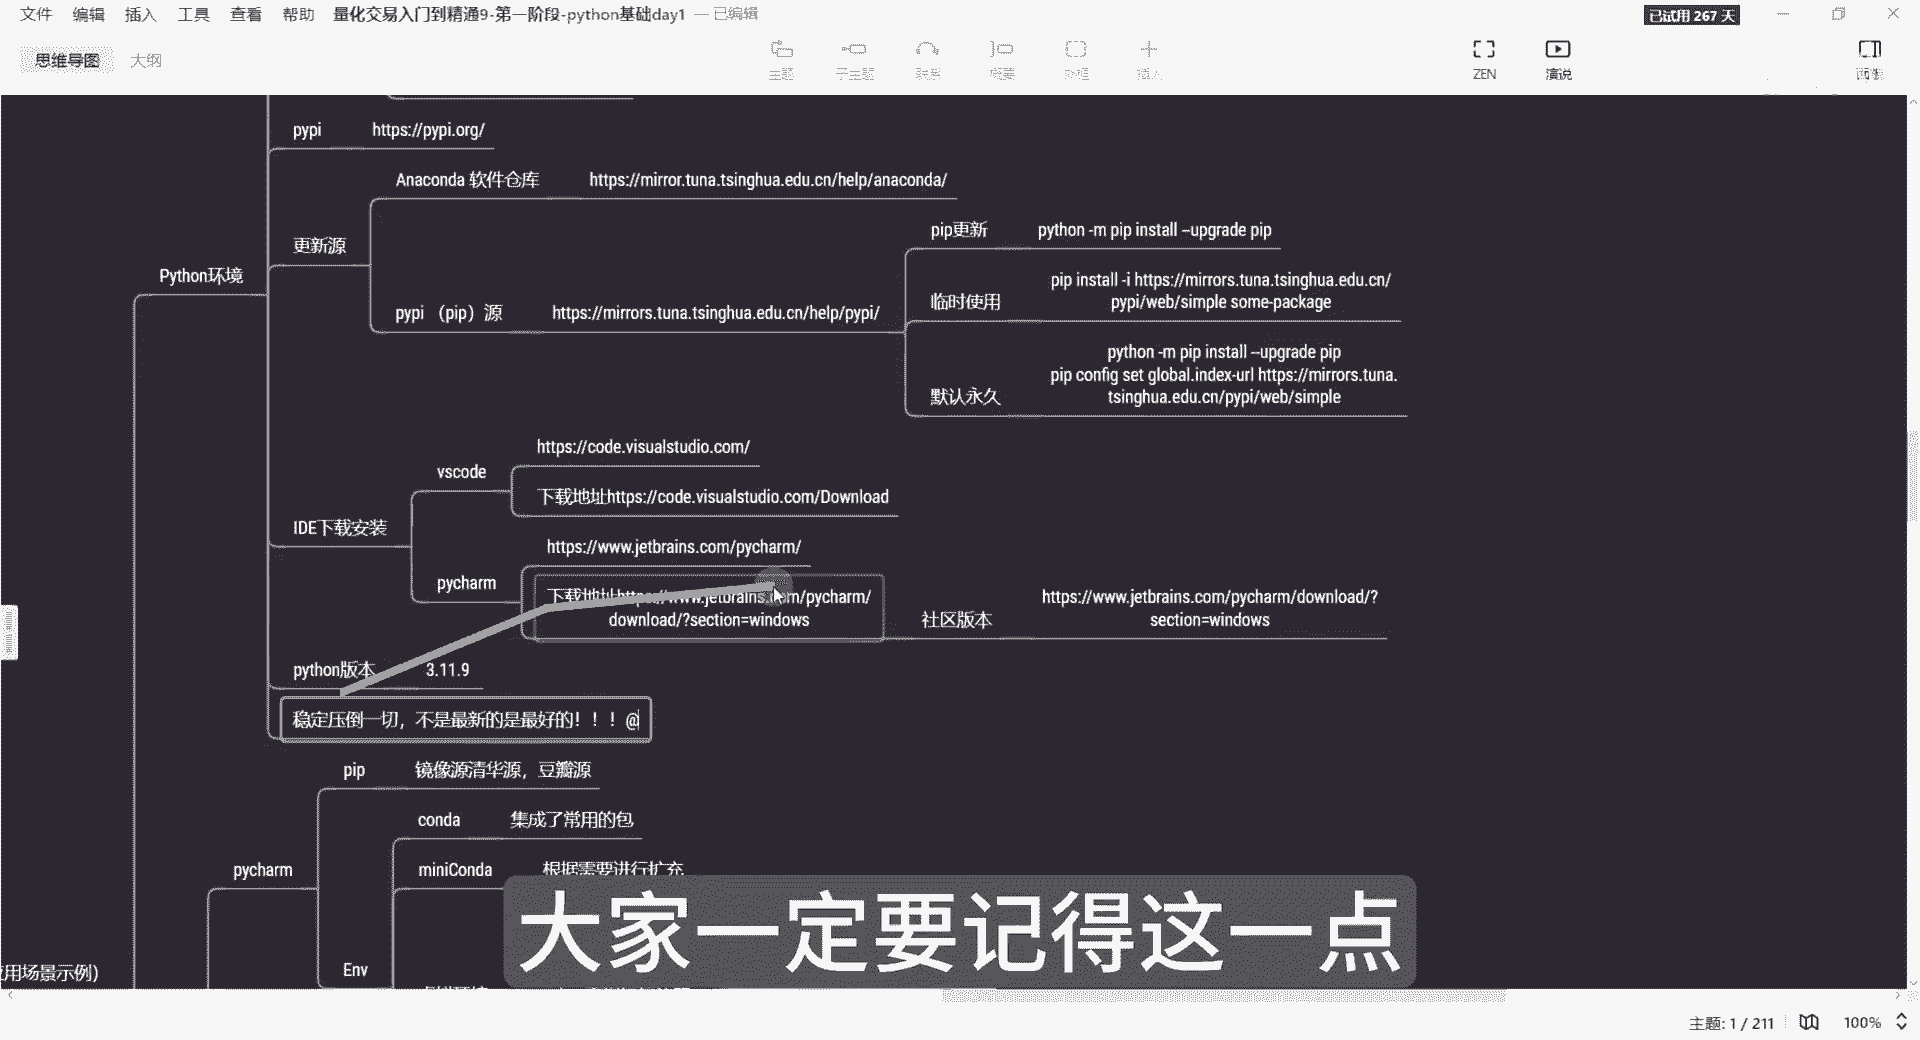 文件 编辑 插入 工具 查看 帮助 量化交易入门到精通9-第一阶段-python基础day1 — 已编辑 已试用 267 天
思维导图 大纲 主题 子主题 联系 概要 外框 插入 ZEN 演说 面板
pypi https://pypi.org/
Anaconda 软件仓库 https://mirror.tuna.tsinghua.edu.cn/help/anaconda/
更新源
pip更新 python -m pip install --upgrade pip
Python环境
临时使用 pip install -i https://mirrors.tuna.tsinghua.edu.cn/
pypi/web/simple some-package
pypi （pip）源 https://mirrors.tuna.tsinghua.edu.cn/help/pypi/
默认永久 python -m pip install --upgrade pip
pip config set global.index-url https://mirrors.tuna.
tsinghua.edu.cn/pypi/web/simple
IDE下载安装
vscode
https://code.visualstudio.com/
下载地址https://code.visualstudio.com/Download
pycharm
https://www.jetbrains.com/pycharm/
下载地址https://www.jetbrains.com/pycharm/
download/?section=windows
社区版本 https://www.jetbrains.com/pycharm/download/?
section=windows
python版本 3.11.9
稳定压倒一切，不是最新的是最好的！！！@
pip 镜像源清华源，豆瓣源
conda 集成了常用的包
pycharm
miniConda 根据需要进行扩充
Env
用场景示例)
大家一定要记得这一点
主题: 1 / 211 100%